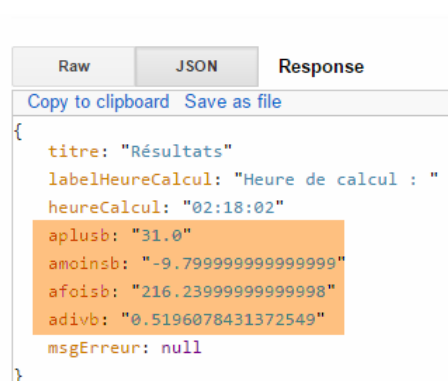 Raw JSON Response
Copy to clipboard Save as file
{
titre: "Résultats"
labelHeureCalcul: "Heure de calcul : "
heureCalcul: "02:18:02"
aplusb: "31.0"
amoinsb: "-9.799999999999999"
afoisb: "216.23999999999998"
adivb: "0.5196078431372549"
msgErreur: null
}